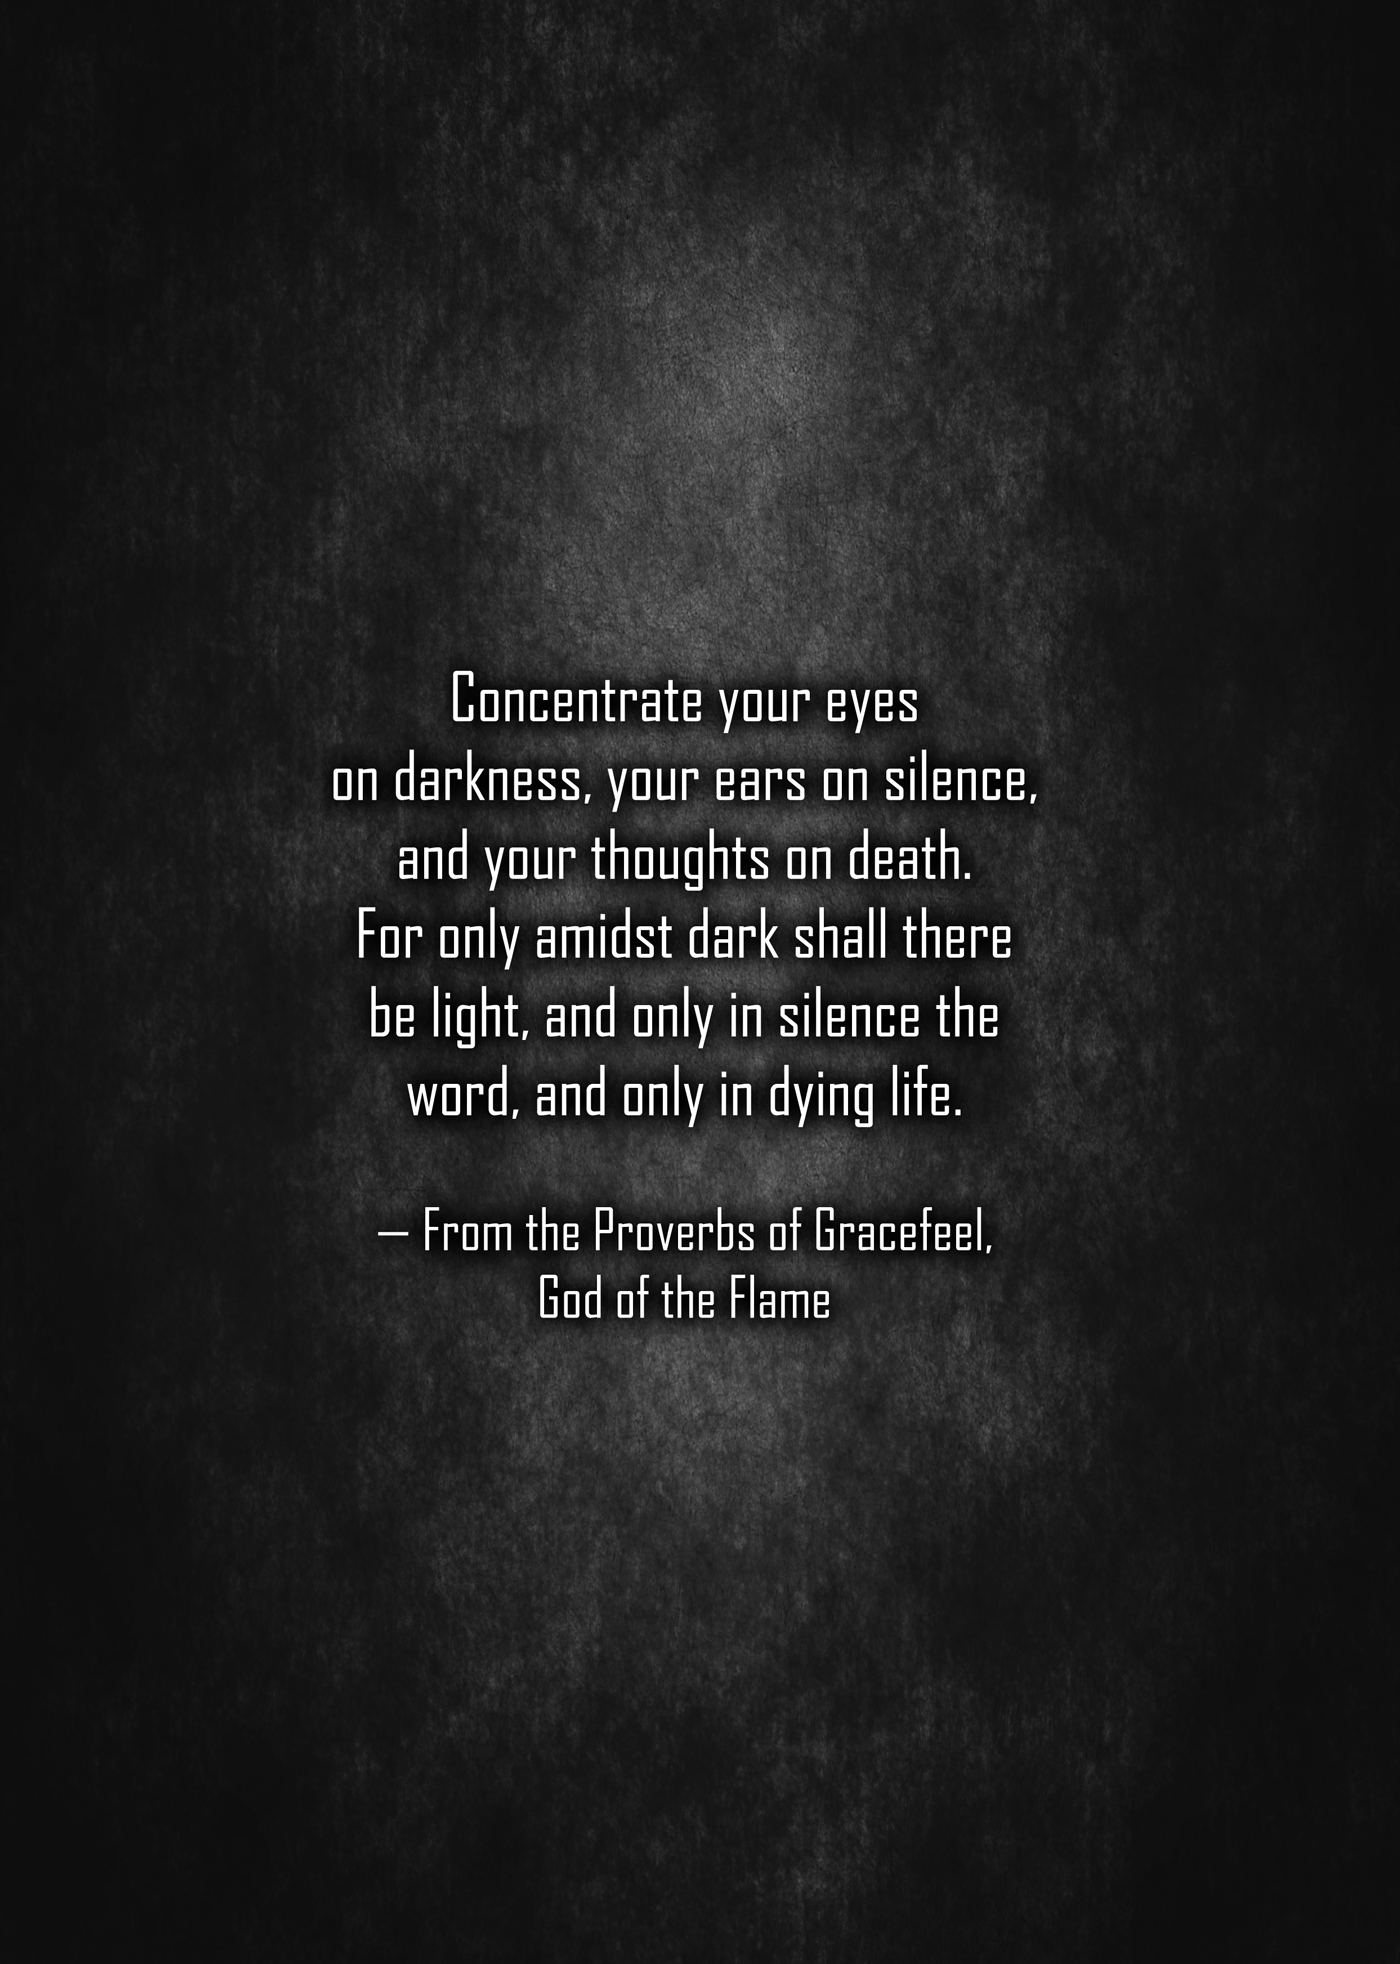 Concentrate your eyes
on darkness, your ears on silence,
and your thoughts on death.
For only amidst dark shall there
be light, and only in silence the
word, and only in dying life.
— From the Proverbs of Gracefeel,
God of the Flame